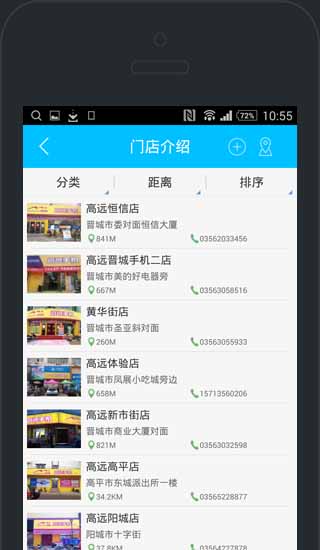 72% 10:55
门店介绍
分类 距离 排序
高远恒信店
晋城市委对面恒信大厦
841M 03562033456
高远晋城手机二店
晋城市美的好电器旁
667M 03563058516
黄华街店
晋城市圣亚斜对面
260M 03563055933
高远体验店
晋城市凤展小吃城旁边
658M 15713560206
高远新市街店
晋城市商业大厦对面
821M 03563032598
高远高平店
高平市东城派出所一楼
34.2KM 03565228877
高远阳城店
阳城市十字街
37.8KM 03564277878